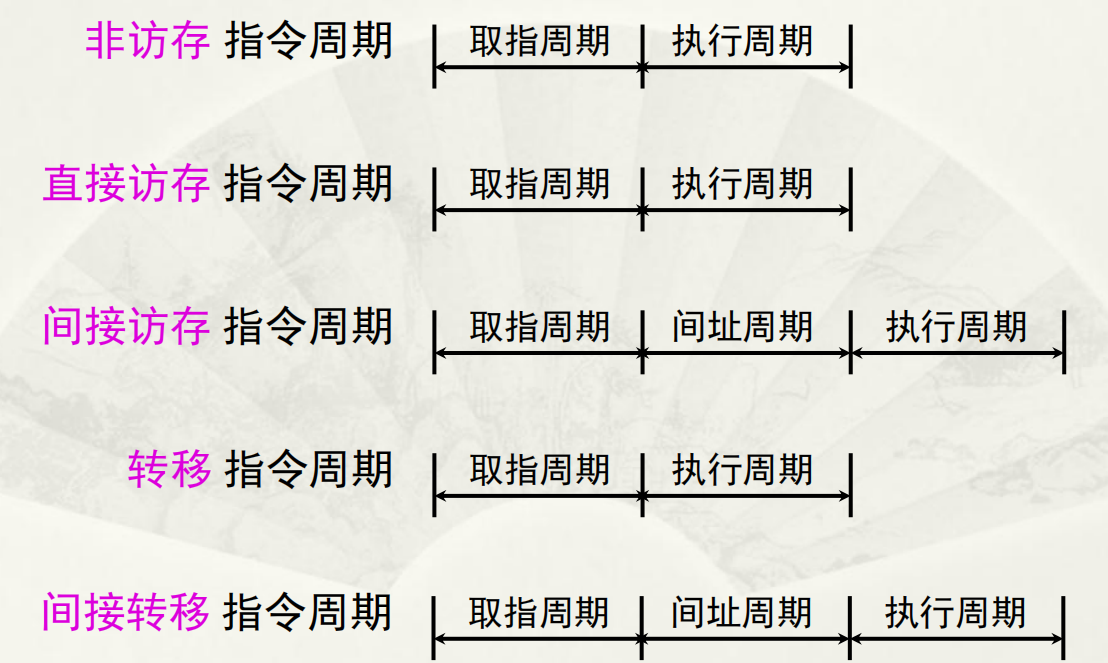 非访存 指令周期 取指周期 执行周期
直接访存 指令周期 取指周期 执行周期
间接访存 指令周期 取指周期 间址周期 执行周期
转移 指令周期 取指周期 执行周期
间接转移 指令周期 取指周期 间址周期 执行周期